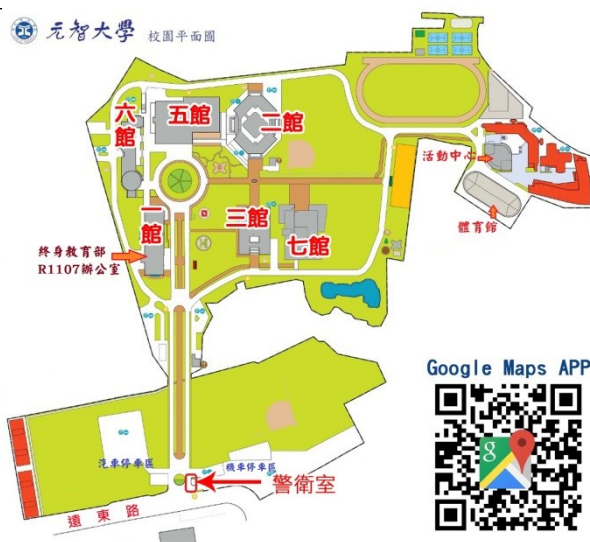 元智大學 校園平面圖
五館
六館
二館
活動中心
一館
三館
七館
體育館
終身教育部
R1107辦公室
Google Maps APP
g
汽車停車區
機車停車區
警衛室
遠東路